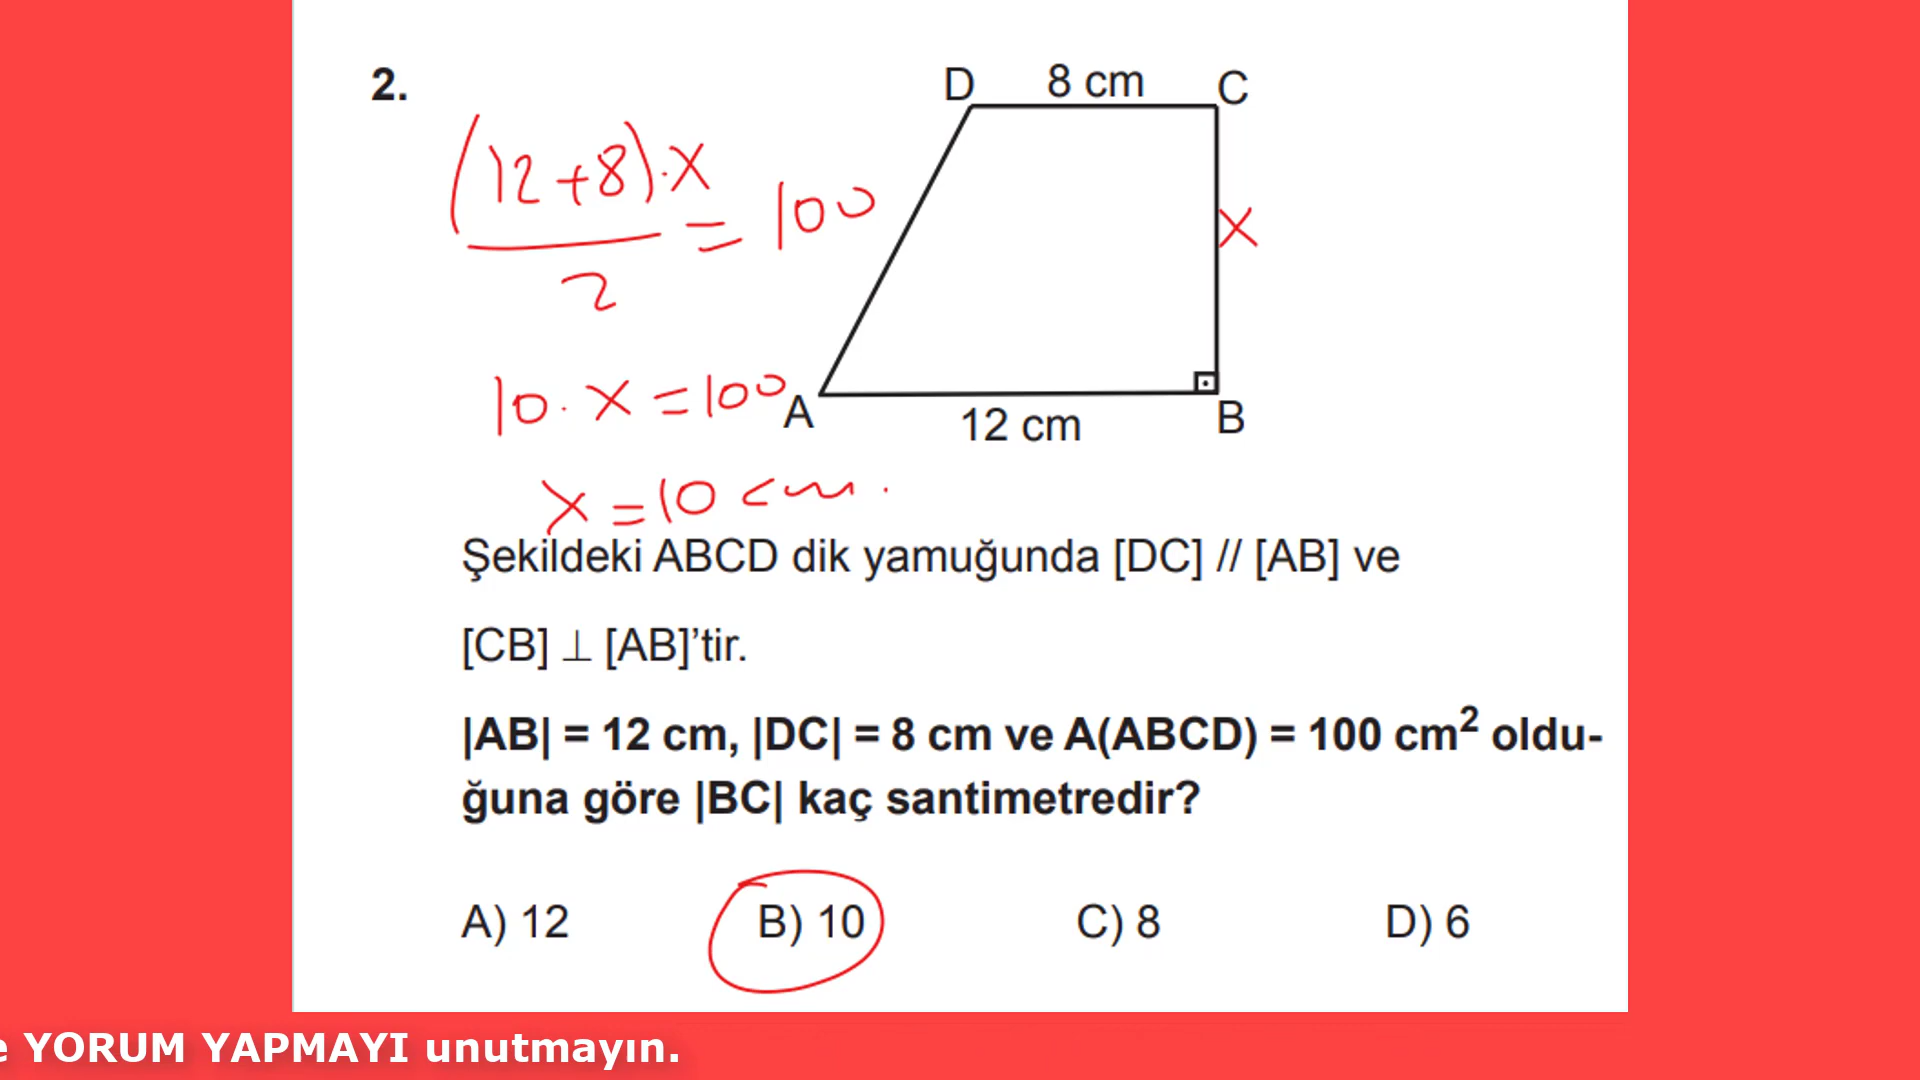 2.
D 8 cm C
(12+8).x
= 100
2
x
10.x=100
A 12 cm B
x=10 cm.
Şekildeki ABCD dik yamuğunda [DC] // [AB] ve
[CB] ⊥ [AB]’tir.
|AB| = 12 cm, |DC| = 8 cm ve A(ABCD) = 100 cm² oldu-
ğuna göre |BC| kaç santimetredir?
A) 12 B) 10 C) 8 D) 6
e YORUM YAPMAYI unutmayın.